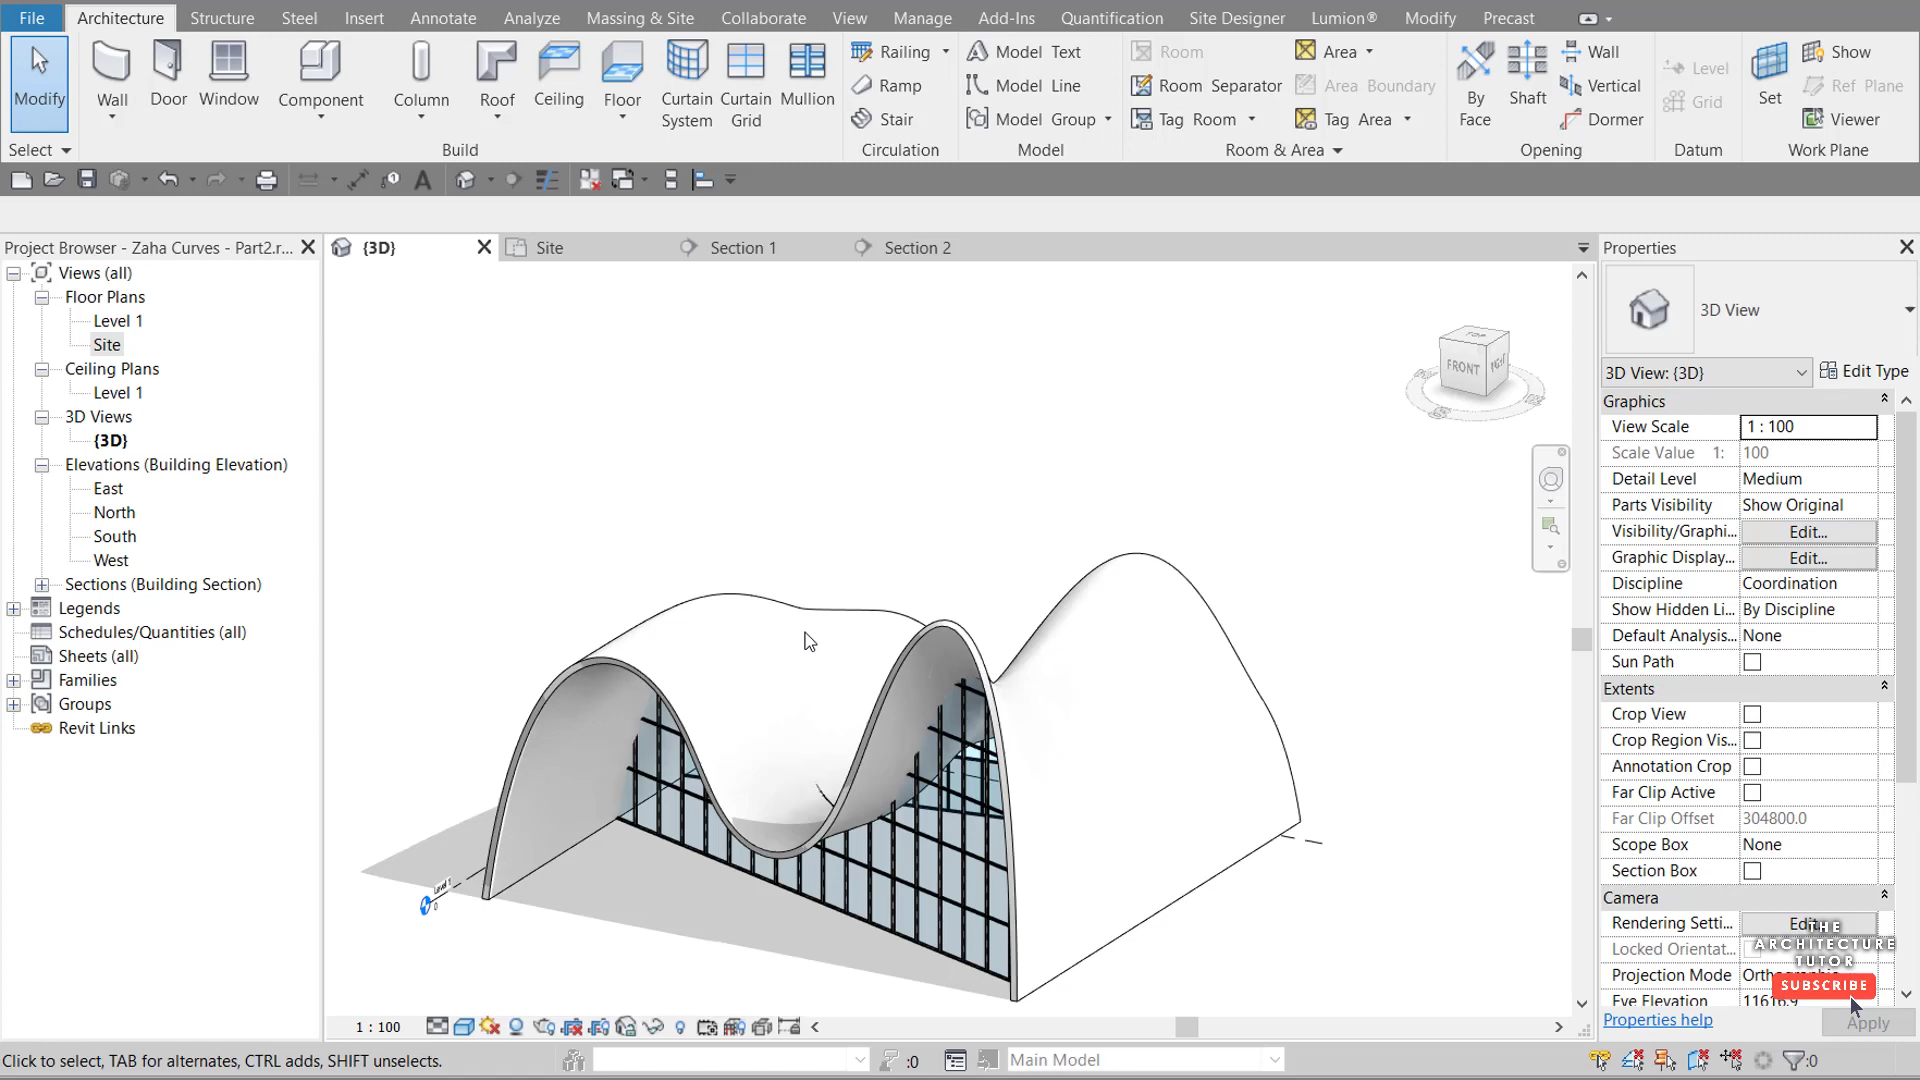 File Architecture Structure Steel Insert Annotate Analyze Massing & Site Collaborate View Manage Add-Ins Quantification Site Designer Lumion® Modify Precast
Modify
Wall
Door
Window
Component
Column
Roof
Ceiling
Floor
Curtain System
Curtain Grid
Mullion
Railing
Ramp
Stair
Model Text
Model Line
Model Group
Room
Room Separator
Tag Room
Area
Area Boundary
Tag Area
By Face
Shaft
Wall
Vertical
Dormer
Level
Grid
Set
Show
Ref Plane
Viewer
Select Build Circulation Model Room & Area Opening Datum Work Plane
Project Browser - Zaha Curves - Part2.r...
Views (all)
Floor Plans
Level 1
Site
Ceiling Plans
Level 1
3D Views
{3D}
Elevations (Building Elevation)
East
North
South
West
Sections (Building Section)
Legends
Schedules/Quantities (all)
Sheets (all)
Families
Groups
Revit Links
{3D} Site Section 1 Section 2
TOP
FRONT
RIGHT
Level 1
0
1 : 100
Properties
3D View
3D View: {3D} Edit Type
Graphics
View Scale 1 : 100
Scale Value 1: 100
Detail Level Medium
Parts Visibility Show Original
Visibility/Graphi... Edit...
Graphic Display... Edit...
Discipline Coordination
Show Hidden Li... By Discipline
Default Analysis... None
Sun Path
Extents
Crop View
Crop Region Vis...
Annotation Crop
Far Clip Active
Far Clip Offset 304800.0
Scope Box None
Section Box
Camera
Rendering Setti... Edit...
Locked Orientat...
Projection Mode
Eye Elevation 11616.9
Properties help Apply
THE
ARCHITECTURE
TUTOR
SUBSCRIBE
Click to select, TAB for alternates, CTRL adds, SHIFT unselects. :0 Main Model :0